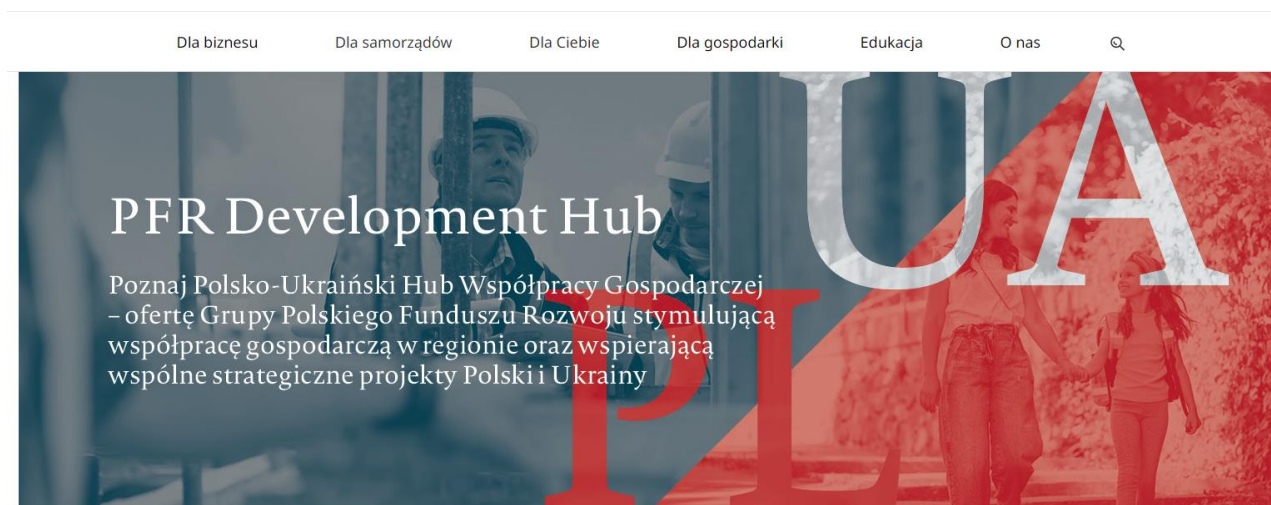 Dla biznesu Dla samorządów Dla Ciebie Dla gospodarki Edukacja O nas
UA
PFR Development Hub
Poznaj Polsko-Ukraiński Hub Współpracy Gospodarczej
– ofertę Grupy Polskiego Funduszu Rozwoju stymulującą
współpracę gospodarczą w regionie oraz wspierającą
wspólne strategiczne projekty Polski i Ukrainy
PL